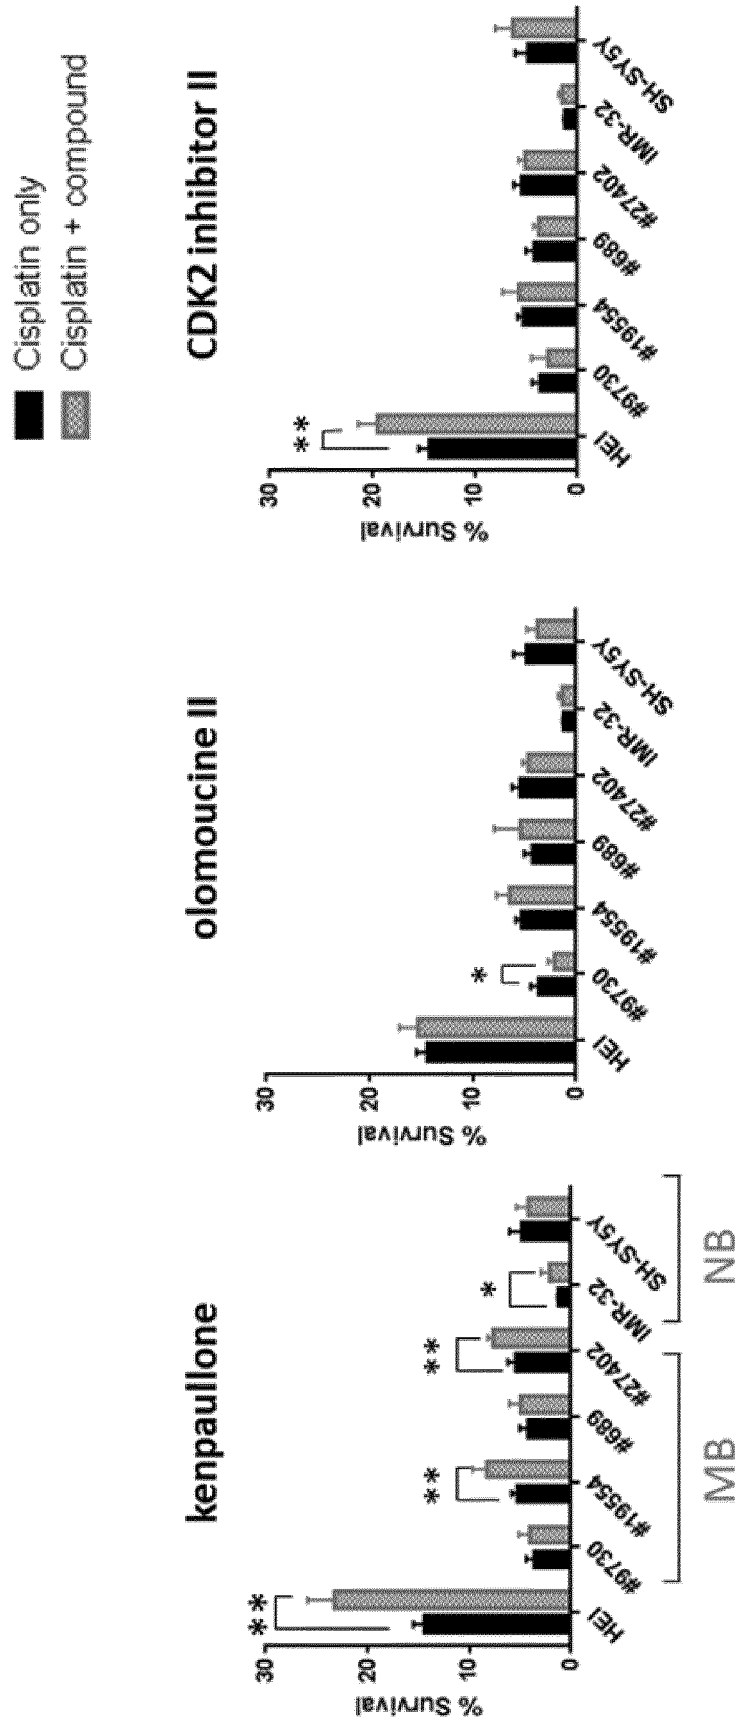 Cisplatin only
Cisplatin + compound
kenpaullone
olomoucine II
CDK2 inhibitor II
% Survival
30
20
10
0
**
**
**
*
HEI
#9730
#19554
#689
#27402
IMR-32
SH-SY5Y
MB
NB
% Survival
30
20
10
0
*
HEI
#9730
#19554
#689
#27402
IMR-32
SH-SY5Y
% Survival
30
20
10
0
**
HEI
#9730
#19554
#689
#27402
IMR-32
SH-SY5Y